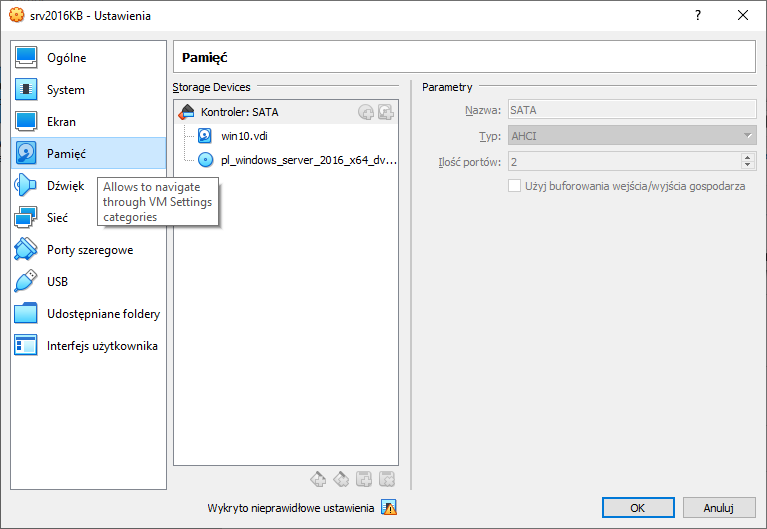 srv2016KB - Ustawienia
?
Ogólne
System
Ekran
Pamięć
Dźwięk
Sieć
Porty szeregowe
USB
Udostępniane foldery
Interfejs użytkownika
Allows to navigate
through VM Settings
categories
Pamięć
Storage Devices
Kontroler: SATA
win10.vdi
pl_windows_server_2016_x64_dv...
Parametry
Nazwa: SATA
Typ: AHCI
Ilość portów: 2
Użyj buforowania wejścia/wyjścia gospodarza
Wykryto nieprawidłowe ustawienia
OK
Anuluj